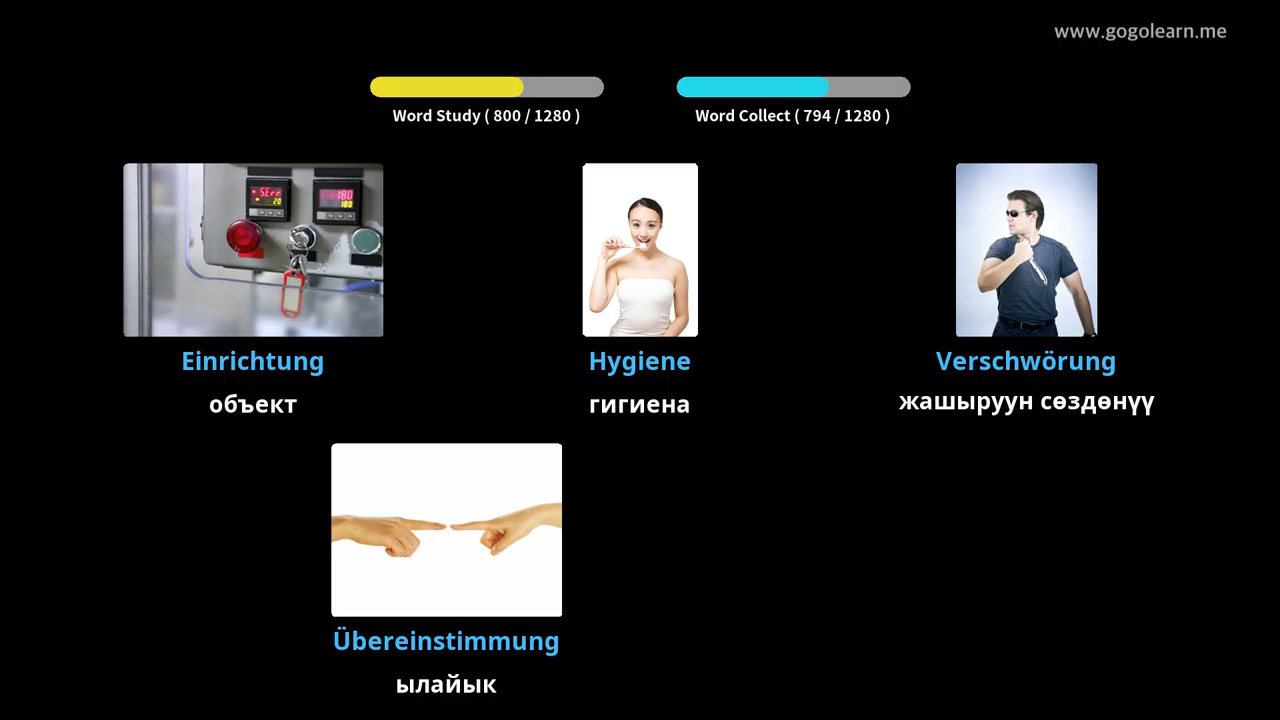 www.gogolearn.me
Word Study ( 800 / 1280 )
Word Collect ( 794 / 1280 )
Einrichtung
объект
Hygiene
гигиена
Verschwörung
жашыруун сөздөнүү
Übereinstimmung
ылайык